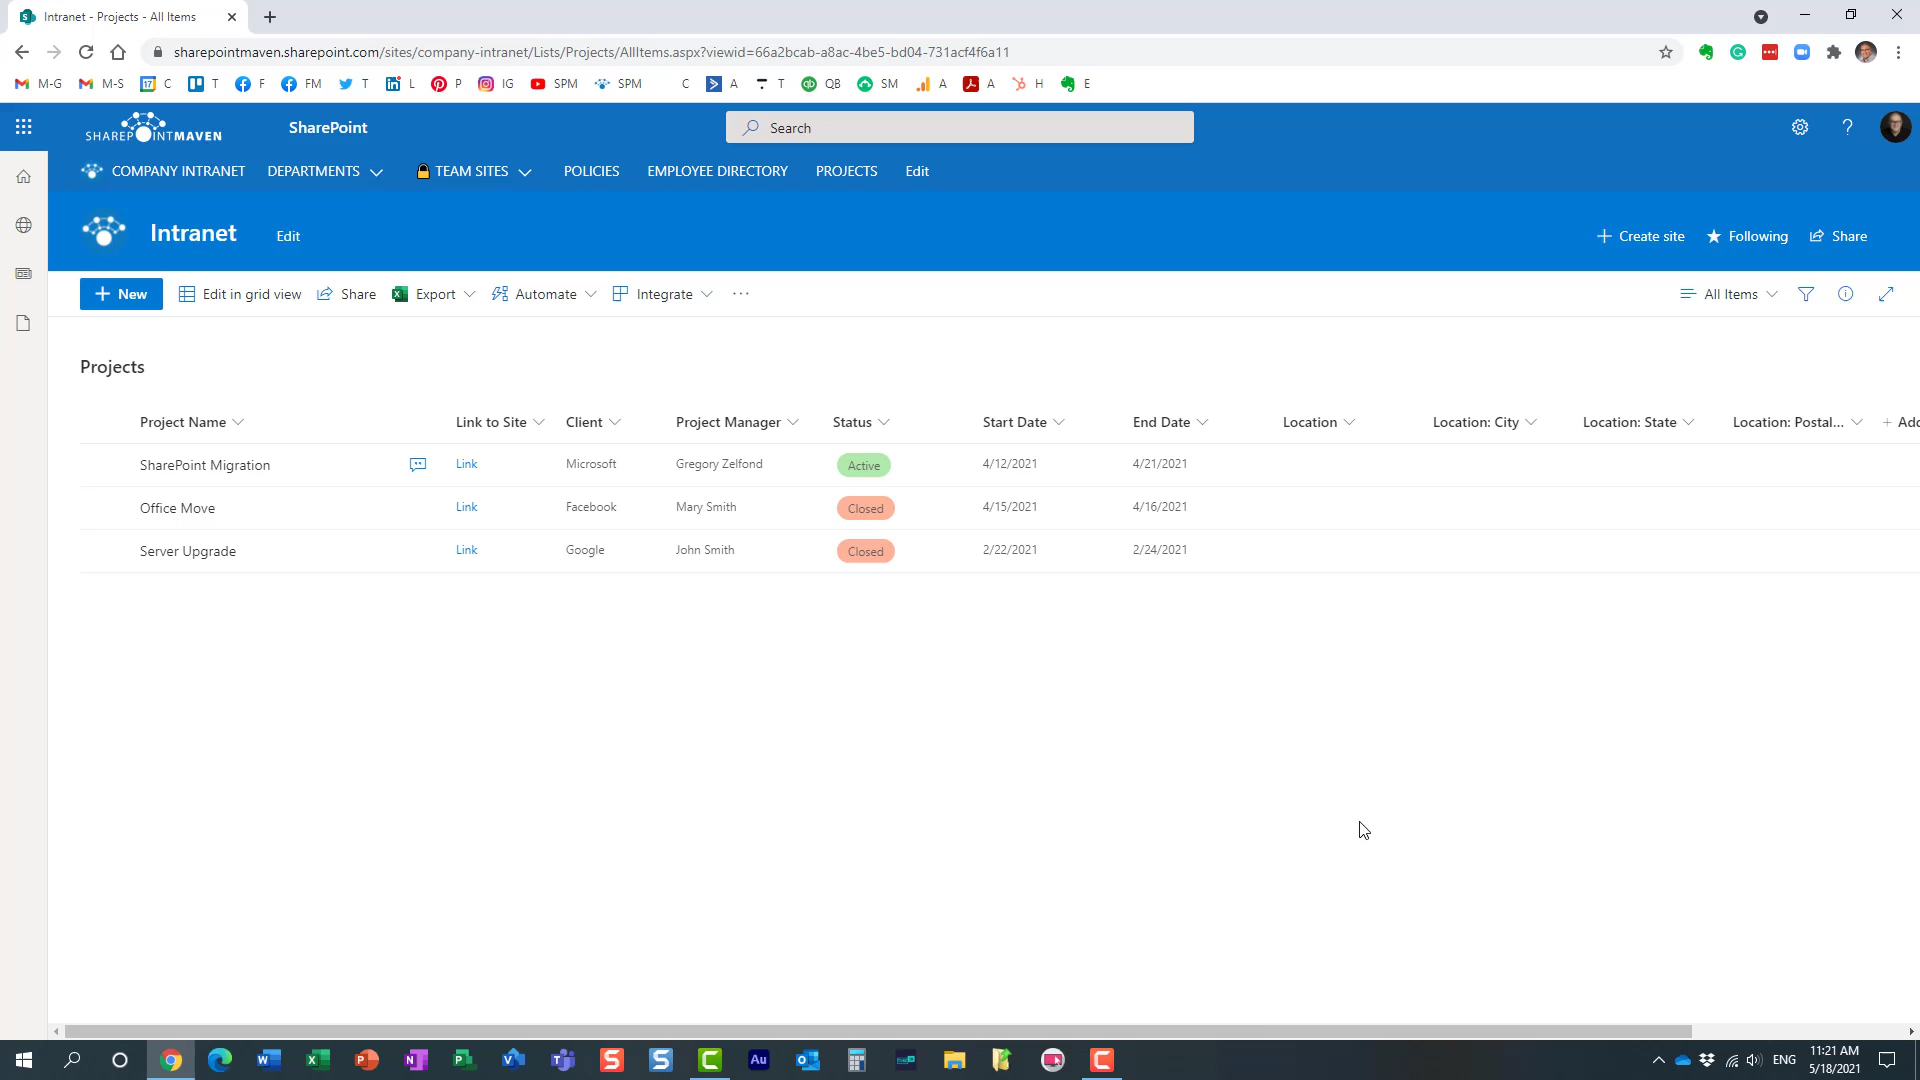 Intranet - Projects - All Items
sharepointmaven.sharepoint.com/sites/company-intranet/Lists/Projects/AllItems.aspx?viewid=66a2bcab-a8ac-4be5-bd04-731acf4f6a11
M-G M-S C T F FM T L P IG SPM SPM C A T QB SM A A H E
SHAREPOINTMAVEN SharePoint Search
COMPANY INTRANET DEPARTMENTS TEAM SITES POLICIES EMPLOYEE DIRECTORY PROJECTS Edit
Intranet Edit + Create site Following Share
+ New Edit in grid view Share Export Automate Integrate ··· All Items
Projects
Project Name Link to Site Client Project Manager Status Start Date End Date Location Location: City Location: State Location: Postal... + Add
SharePoint Migration Link Microsoft Gregory Zelfond Active 4/12/2021 4/21/2021
Office Move Link Facebook Mary Smith Closed 4/15/2021 4/16/2021
Server Upgrade Link Google John Smith Closed 2/22/2021 2/24/2021
ENG 11:21 AM
5/18/2021